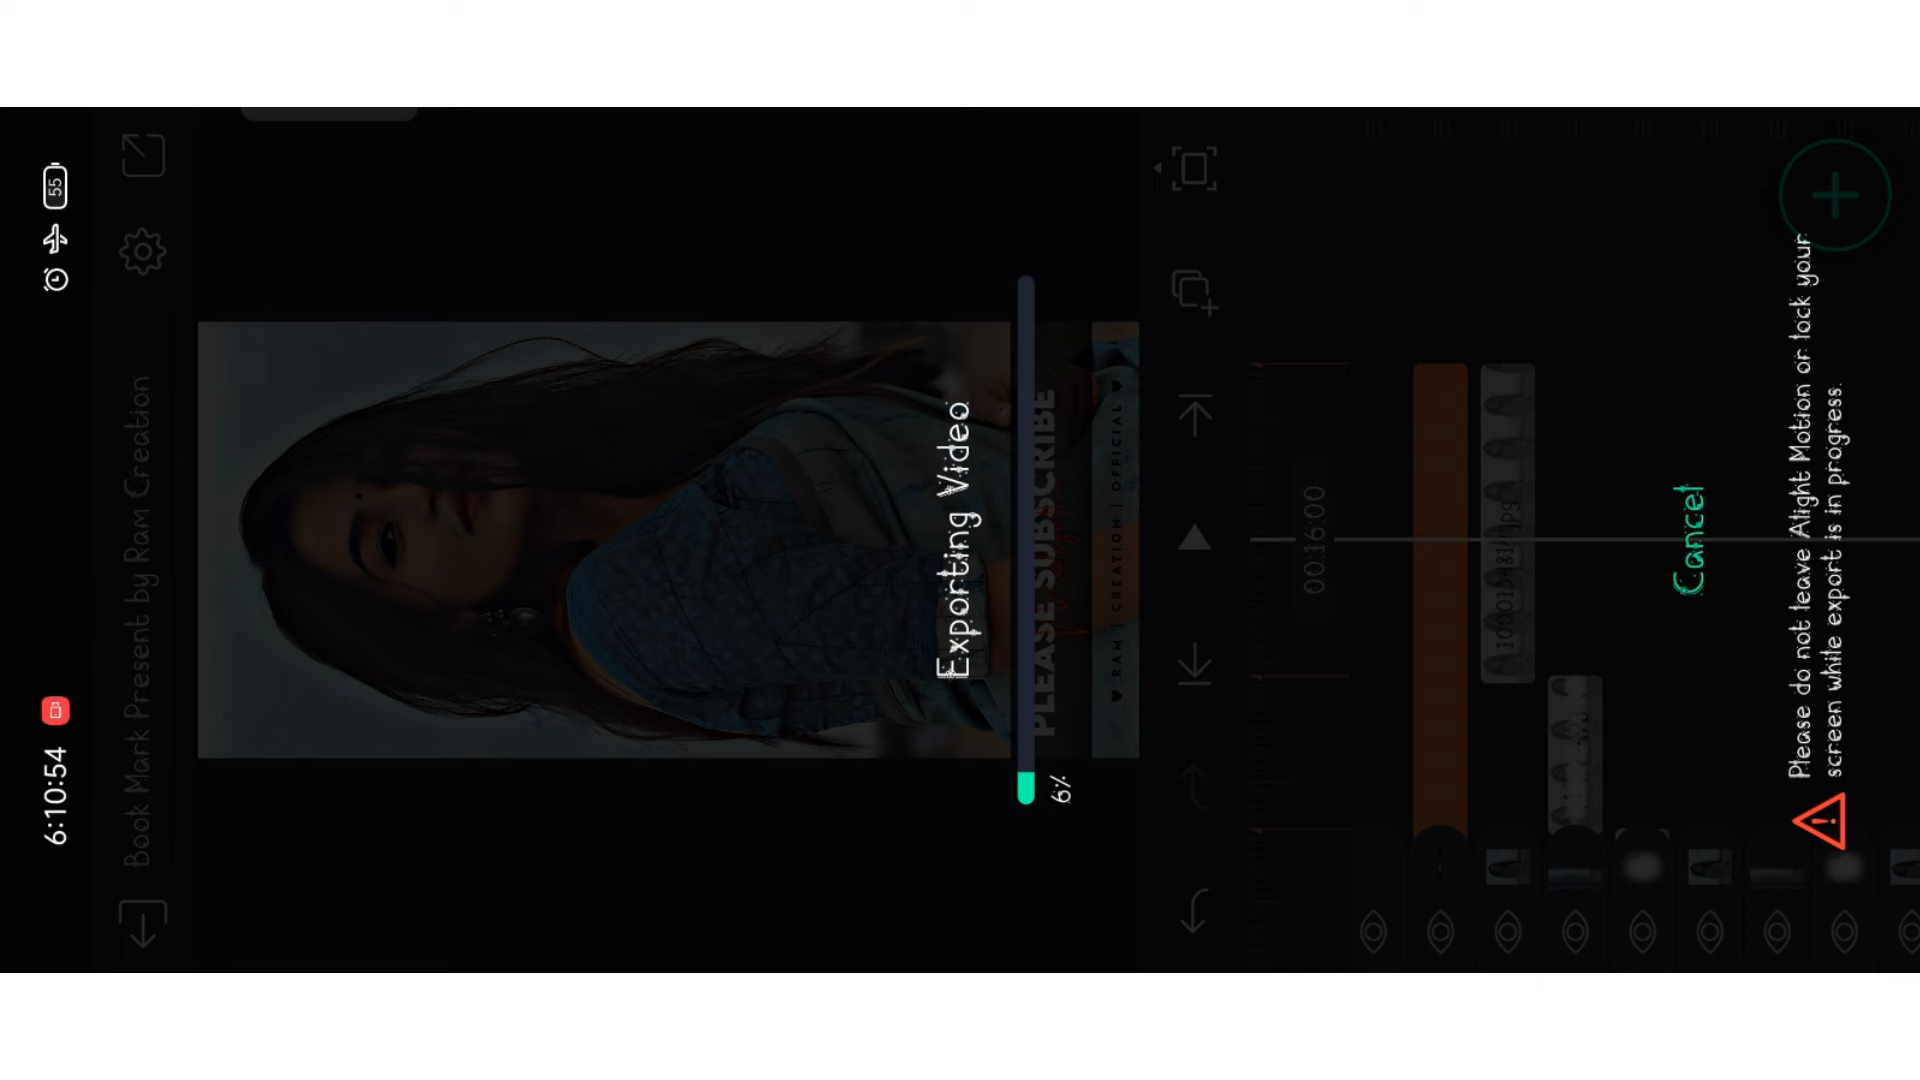 6:10:54
55
Book Mark Present by Ram Creation
Exporting Video
6%
PLEASE SUBSCRIBE
♥ RAM | CREATION | OFFICIAL ♥
00:16:00
Cancel
Please do not leave Alight Motion or lock your
screen while export is in progress.